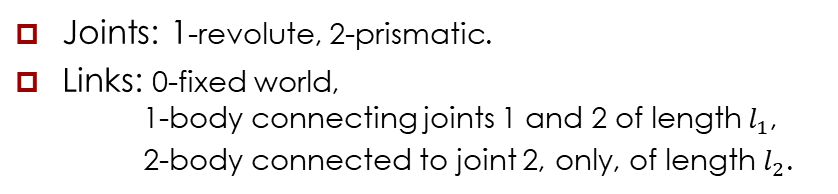 Joints: 1-revolute, 2-prismatic.
Links: 0-fixed world,
1-body connecting joints 1 and 2 of length l₁,
2-body connected to joint 2, only, of length l₂.